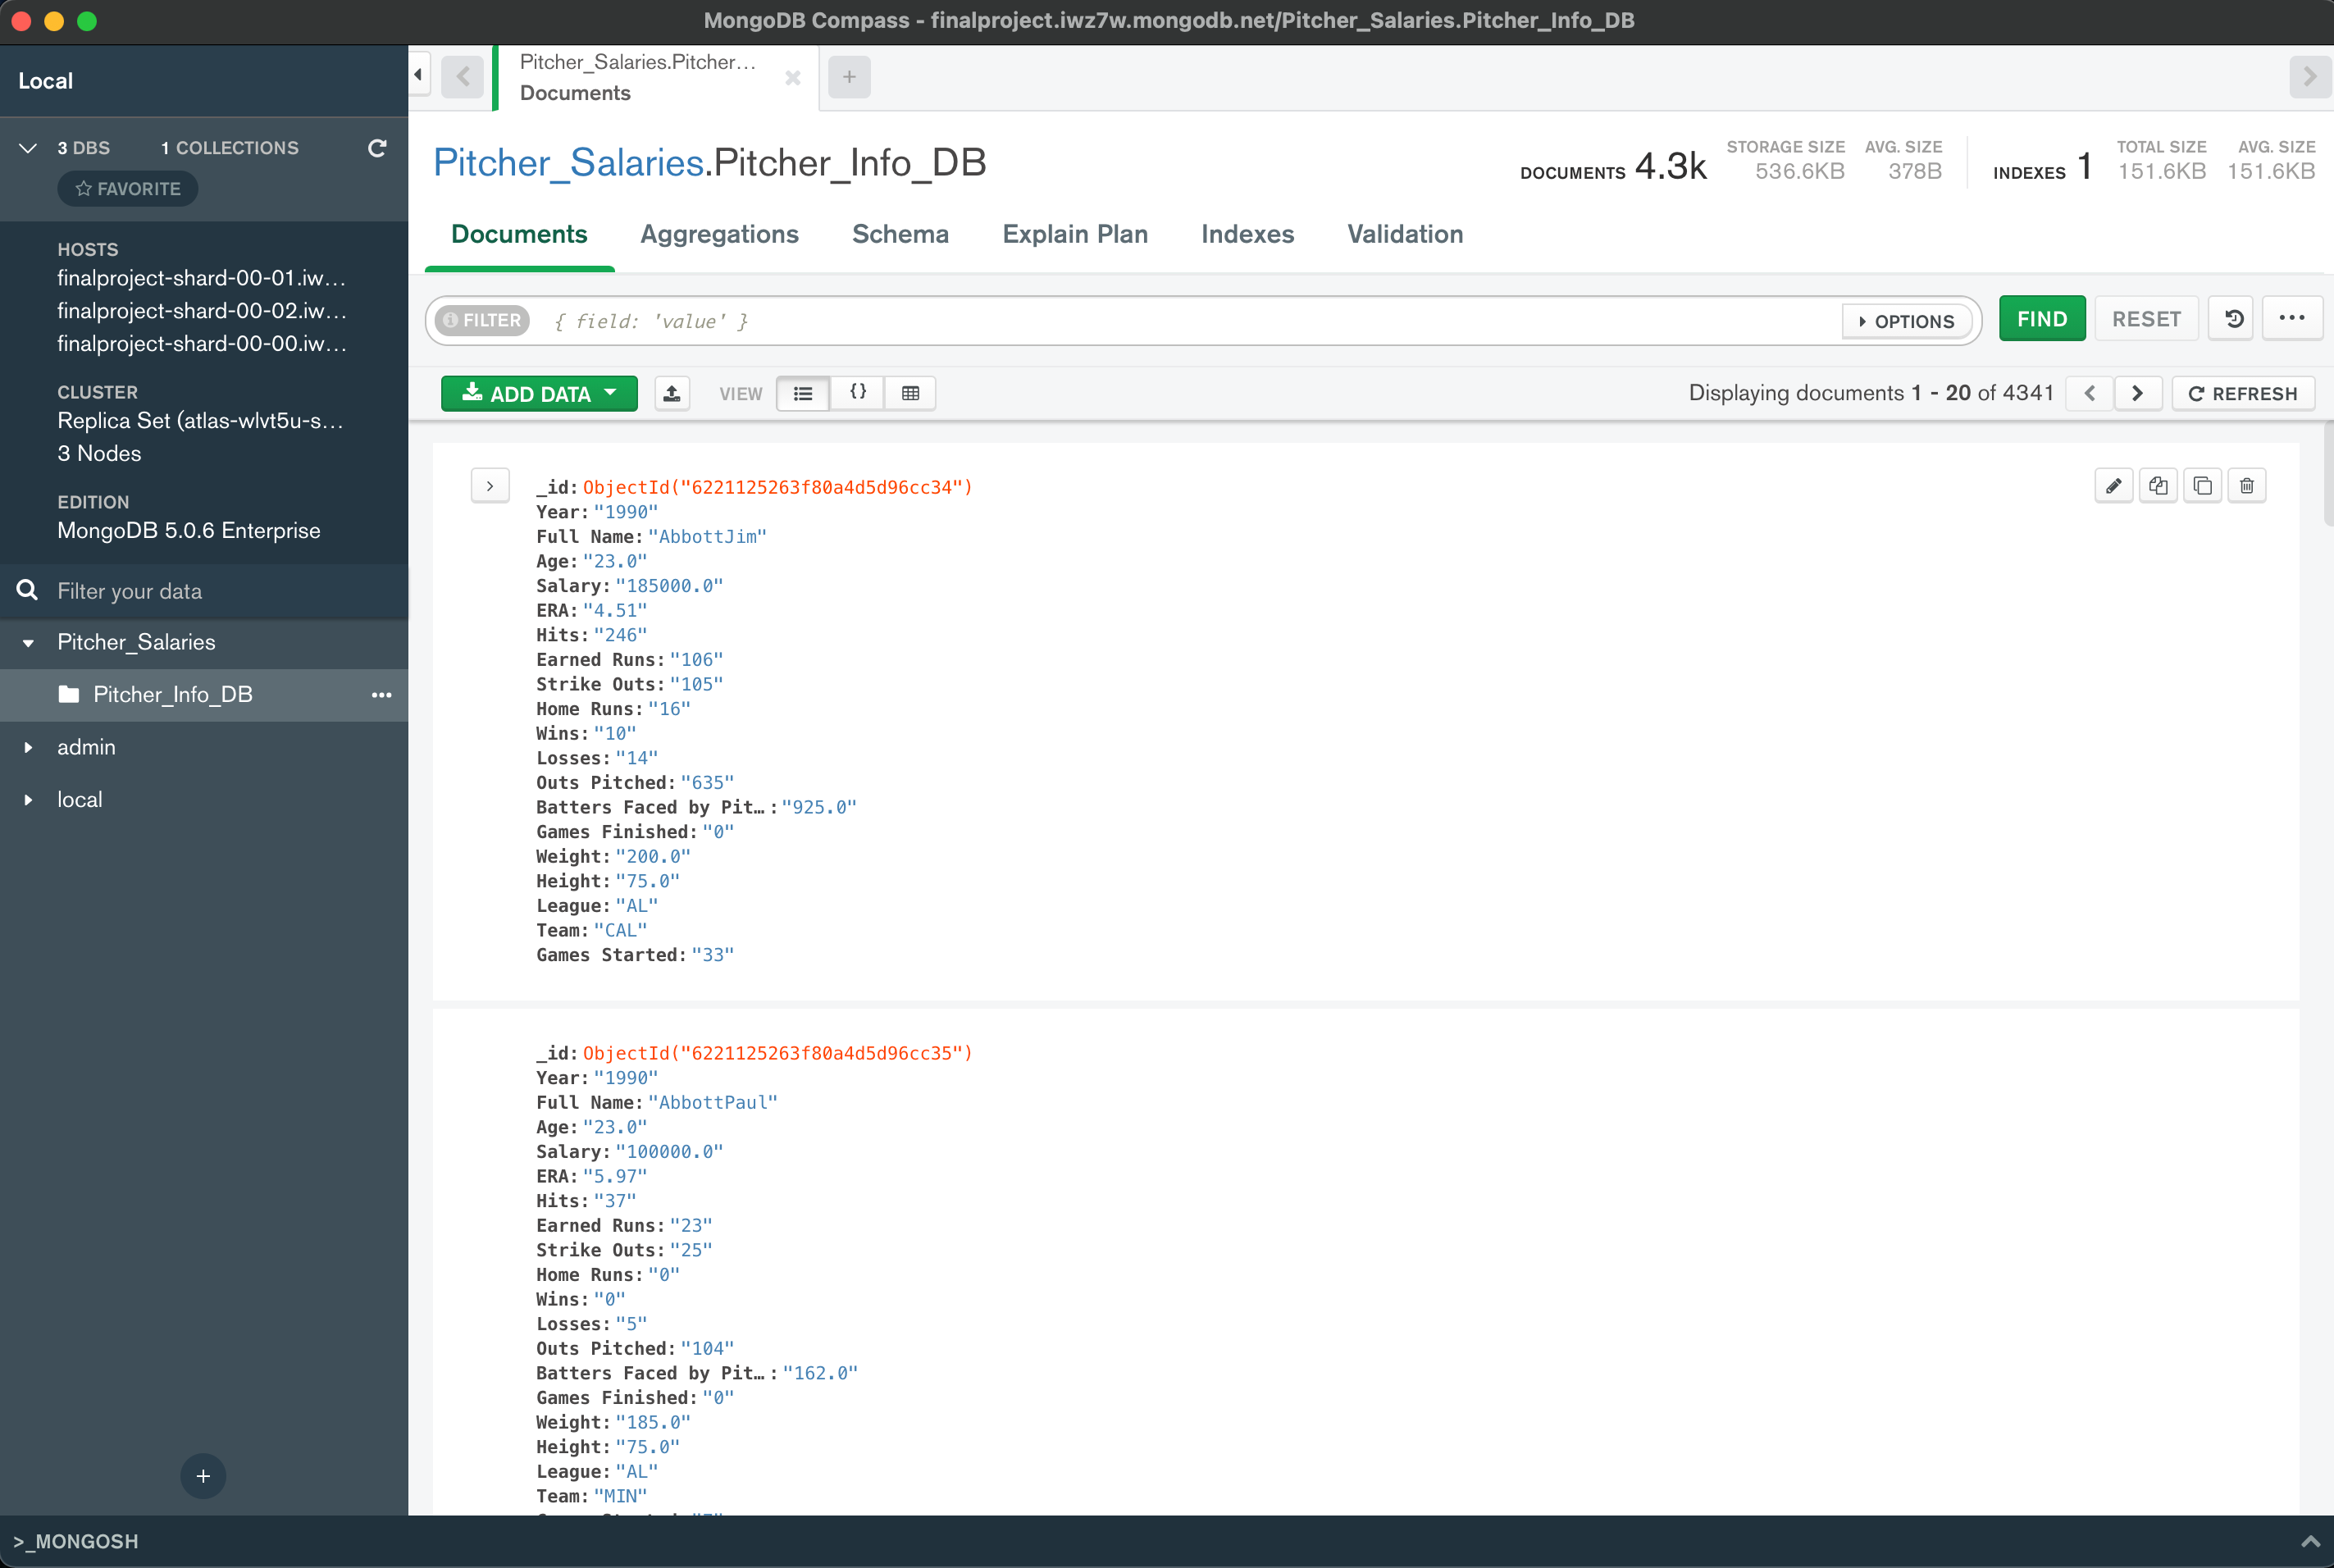 MongoDB Compass - finalproject.iwz7w.mongodb.net/Pitcher_Salaries.Pitcher_Info_DB
Local
3 DBS 1 COLLECTIONS
FAVORITE
HOSTS
finalproject-shard-00-01.iw...
finalproject-shard-00-02.iw...
finalproject-shard-00-00.iw...
CLUSTER
Replica Set (atlas-wlvt5u-s...
3 Nodes
EDITION
MongoDB 5.0.6 Enterprise
Filter your data
Pitcher_Salaries
Pitcher_Info_DB
admin
local
Pitcher_Salaries.Pitcher...
Documents
Pitcher_Salaries.Pitcher_Info_DB
DOCUMENTS 4.3k STORAGE SIZE 536.6KB AVG. SIZE 378B INDEXES 1 TOTAL SIZE 151.6KB AVG. SIZE 151.6KB
Documents Aggregations Schema Explain Plan Indexes Validation
FILTER { field: 'value' } OPTIONS FIND RESET
ADD DATA VIEW {} Displaying documents 1 - 20 of 4341 REFRESH
_id: ObjectId("6221125263f80a4d5d96cc34")
Year: "1990"
Full Name: "AbbottJim"
Age: "23.0"
Salary: "185000.0"
ERA: "4.51"
Hits: "246"
Earned Runs: "106"
Strike Outs: "105"
Home Runs: "16"
Wins: "10"
Losses: "14"
Outs Pitched: "635"
Batters Faced by Pit…: "925.0"
Games Finished: "0"
Weight: "200.0"
Height: "75.0"
League: "AL"
Team: "CAL"
Games Started: "33"
_id: ObjectId("6221125263f80a4d5d96cc35")
Year: "1990"
Full Name: "AbbottPaul"
Age: "23.0"
Salary: "100000.0"
ERA: "5.97"
Hits: "37"
Earned Runs: "23"
Strike Outs: "25"
Home Runs: "0"
Wins: "0"
Losses: "5"
Outs Pitched: "104"
Batters Faced by Pit…: "162.0"
Games Finished: "0"
Weight: "185.0"
Height: "75.0"
League: "AL"
Team: "MIN"
>_MONGOSH